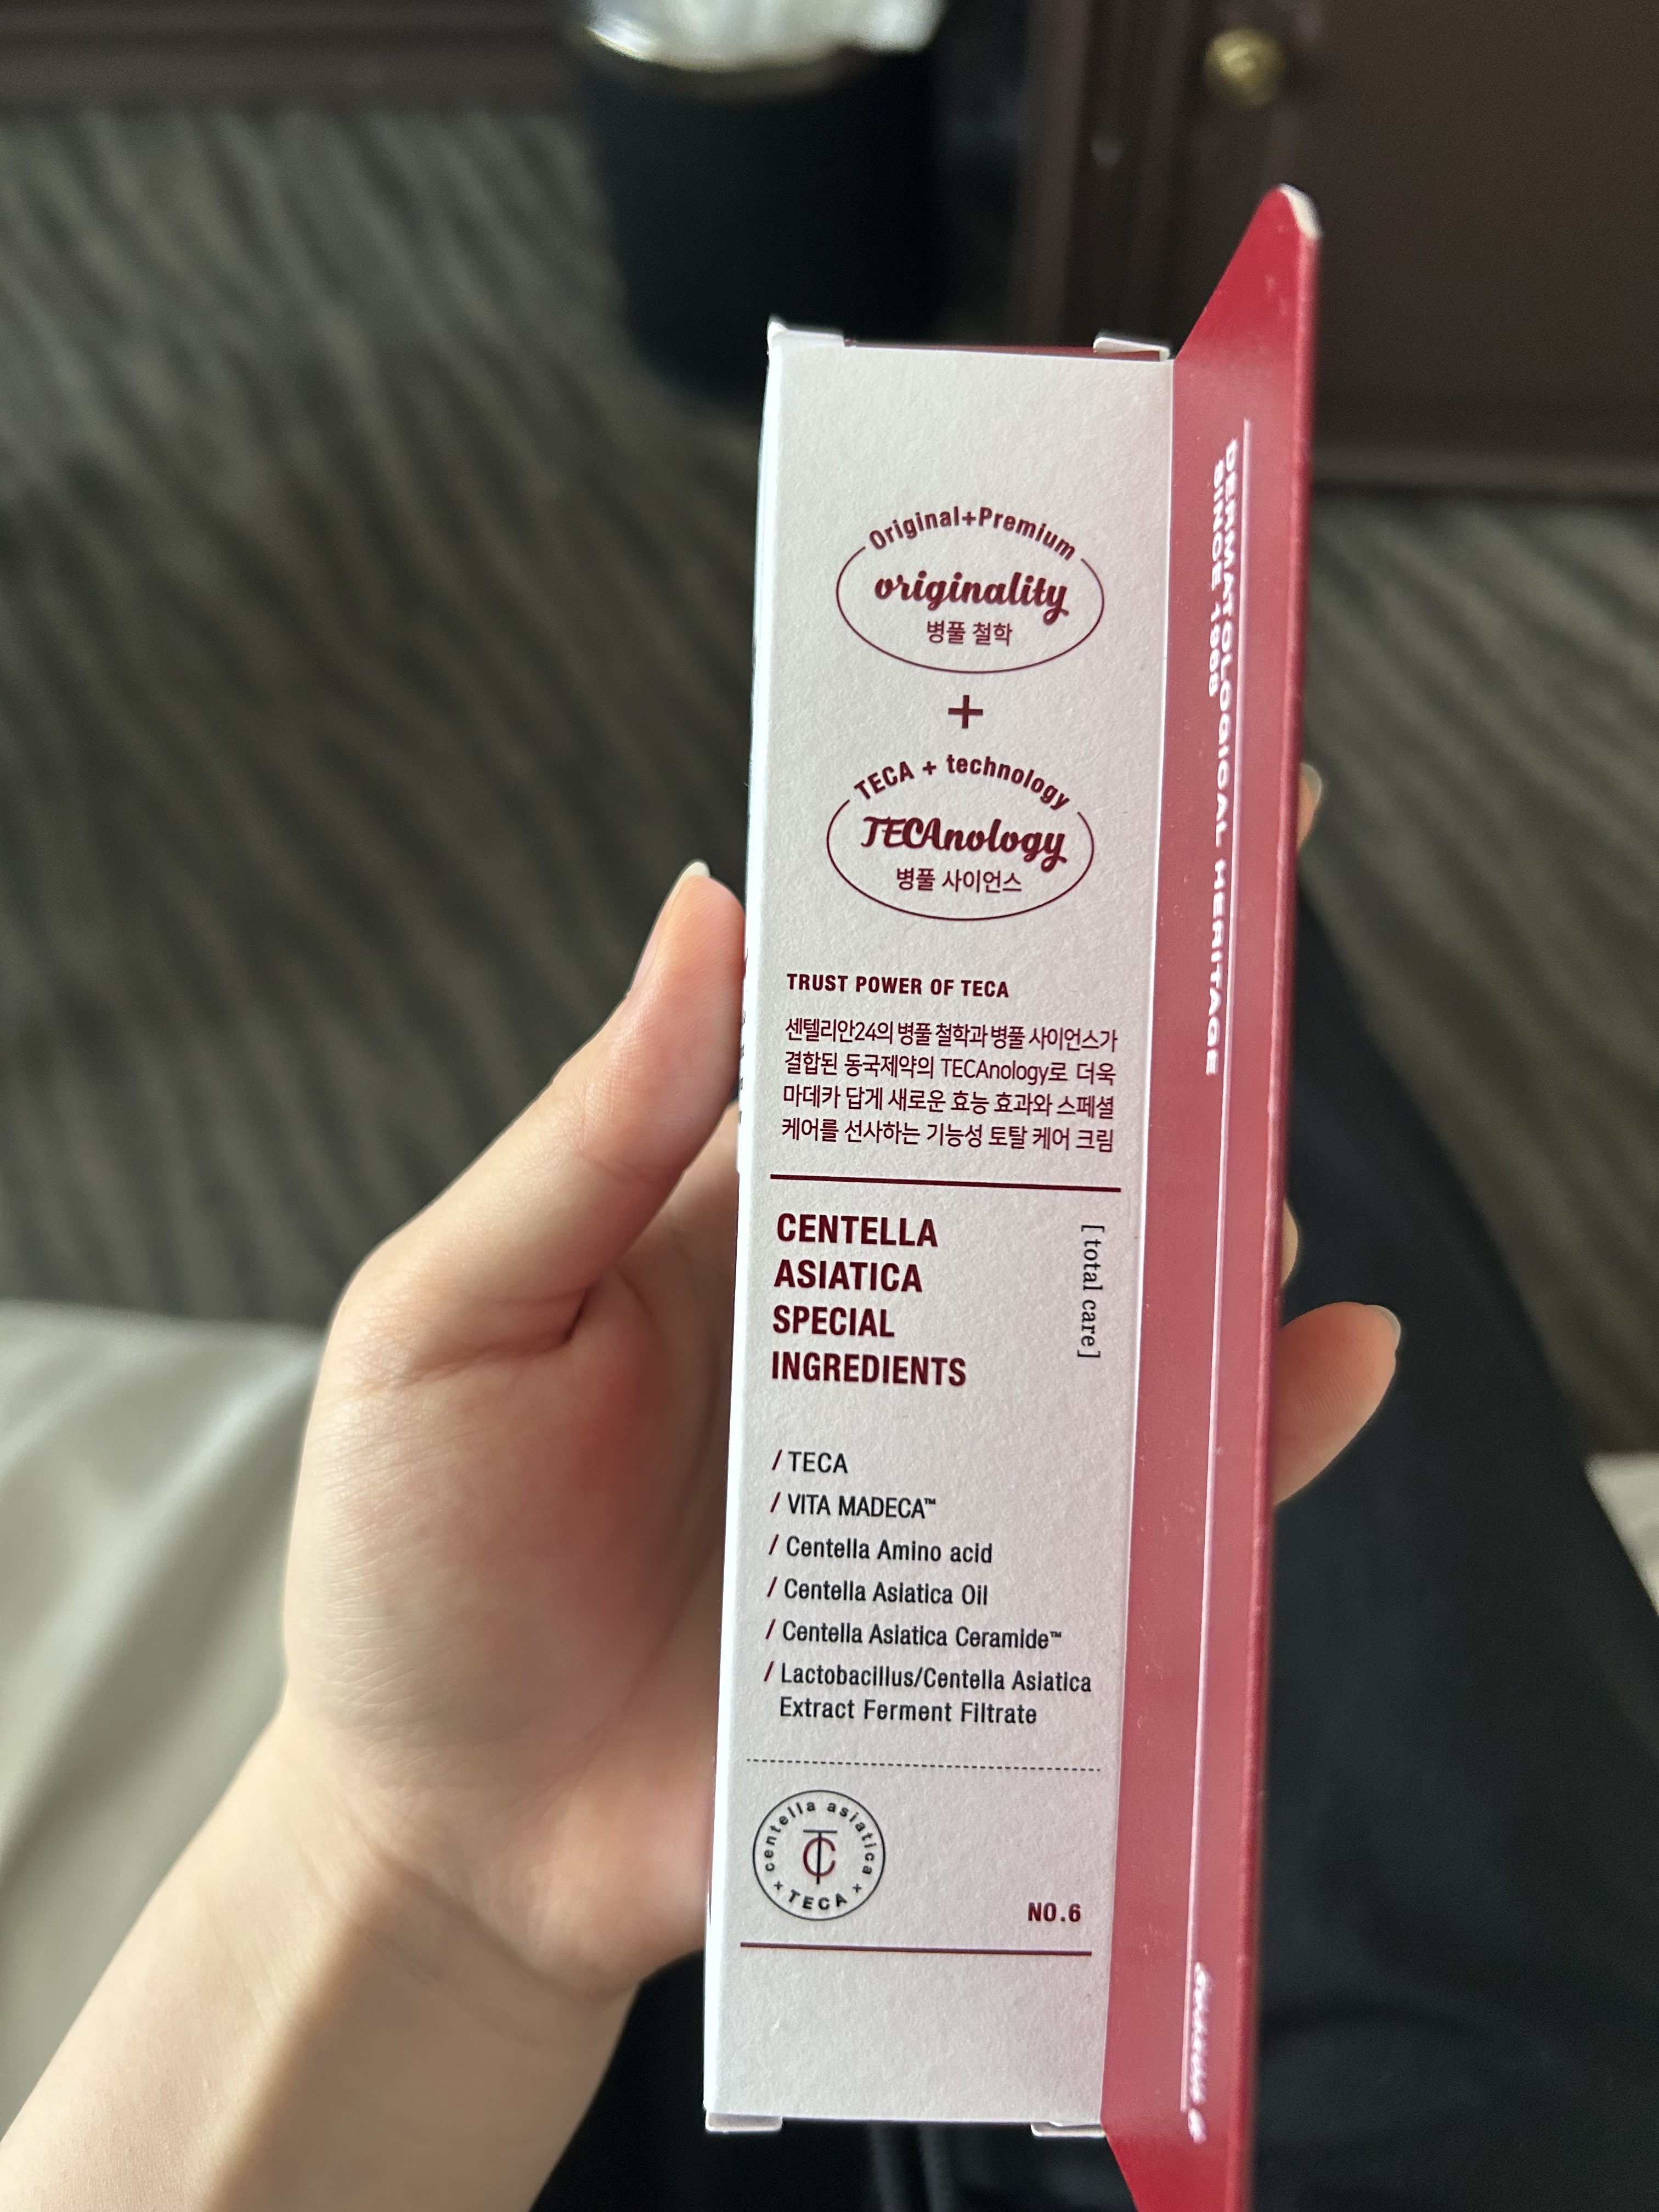 Original+Premium
originality
병풀 철학
+
TECA + technology
TECAnology
병풀 사이언스
TRUST POWER OF TECA
센텔리안24의 병풀 철학과 병풀 사이언스가
결합된 동국제약의 TECAnology로 더욱
마데카 답게 새로운 효능 효과와 스페셜
케어를 선사하는 기능성 토탈 케어 크림
CENTELLA
ASIATICA
SPECIAL
INGREDIENTS
[total care]
/ TECA
/ VITA MADECA™
/ Centella Amino acid
/ Centella Asiatica Oil
/ Centella Asiatica Ceramide™
/ Lactobacillus/Centella Asiatica
Extract Ferment Filtrate
centella asiatica
TC
× TECA ×
NO.6
DERMATOLOGICAL HERITAGE
SINCE